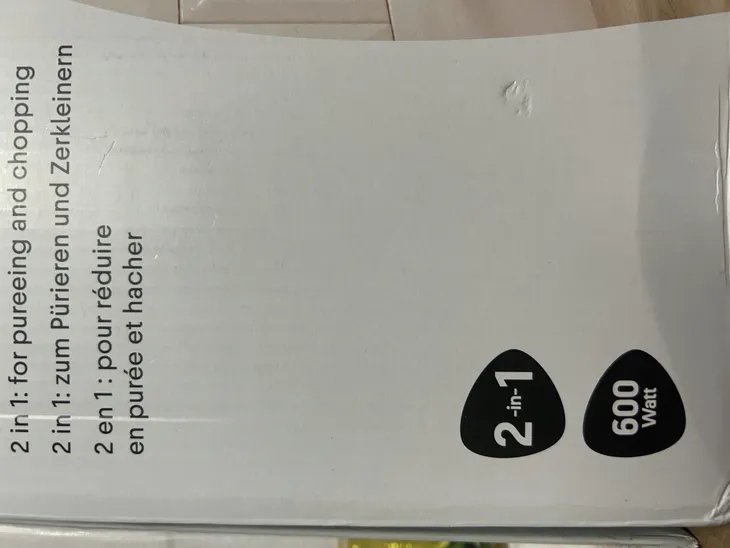 2 in 1: for pureeing and chopping
2 in 1: zum Pürieren und Zerkleinern
2 en 1 : pour réduire
en purée et hacher
2-in-1
600
Watt